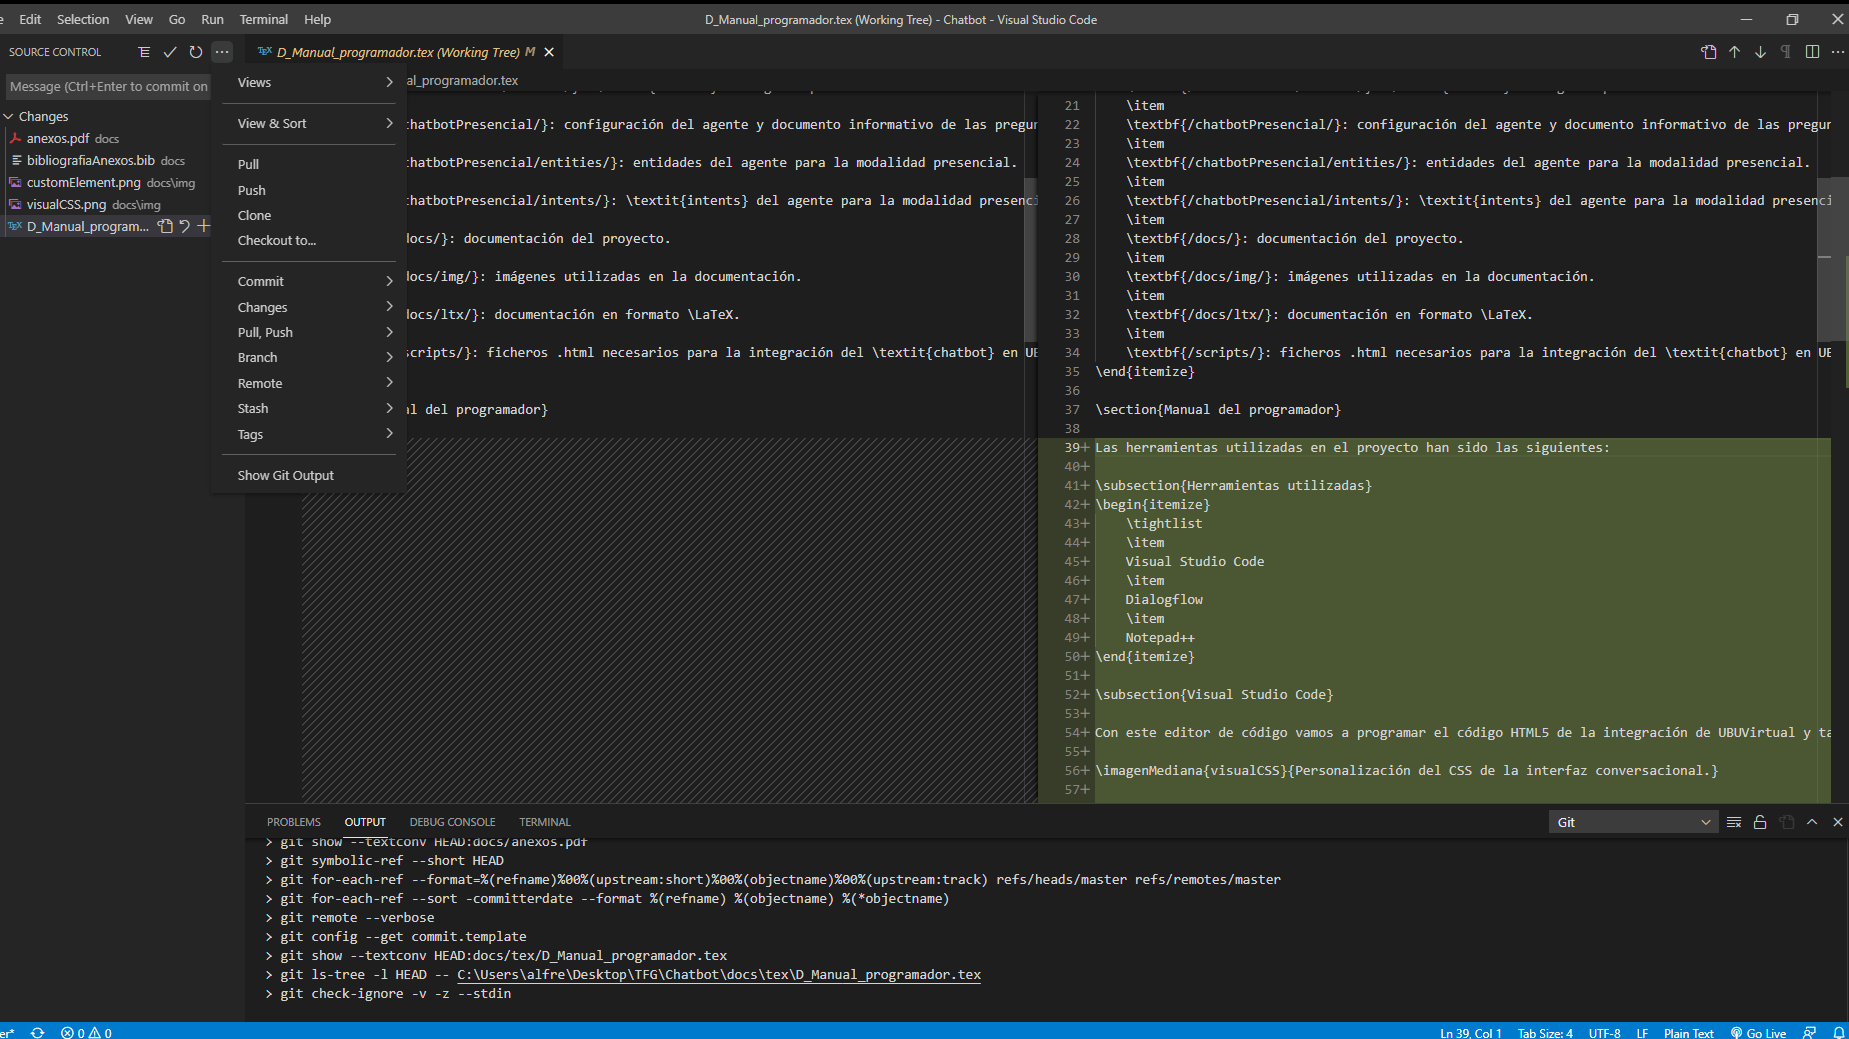 e Edit Selection View Go Run Terminal Help
D_Manual_programador.tex (Working Tree) - Chatbot - Visual Studio Code
SOURCE CONTROL
D_Manual_programador.tex (Working Tree) M
Message (Ctrl+Enter to commit on
Changes
anexos.pdf docs
bibliografiaAnexos.bib docs
customElement.png docs\img
visualCSS.png docs\img
D_Manual_program...
Views
View & Sort
Pull
Push
Clone
Checkout to...
Commit
Changes
Pull, Push
Branch
Remote
Stash
Tags
Show Git Output
al_programador.tex
chatbotPresencial/}: configuración del agente y documento informativo de las pregur
chatbotPresencial/entities/}: entidades del agente para la modalidad presencial.
chatbotPresencial/intents/}: \textit{intents} del agente para la modalidad presenci
docs/}: documentación del proyecto.
docs/img/}: imágenes utilizadas en la documentación.
docs/ltx/}: documentación en formato \LaTeX.
scripts/}: ficheros .html necesarios para la integración del \textit{chatbot} en UB
al del programador}
21 \item
22 \textbf{/chatbotPresencial/}: configuración del agente y documento informativo de las pregur
23 \item
24 \textbf{/chatbotPresencial/entities/}: entidades del agente para la modalidad presencial.
25 \item
26 \textbf{/chatbotPresencial/intents/}: \textit{intents} del agente para la modalidad presenci
27 \item
28 \textbf{/docs/}: documentación del proyecto.
29 \item
30 \textbf{/docs/img/}: imágenes utilizadas en la documentación.
31 \item
32 \textbf{/docs/ltx/}: documentación en formato \LaTeX.
33 \item
34 \textbf{/scripts/}: ficheros .html necesarios para la integración del \textit{chatbot} en UB
35 \end{itemize}
36
37 \section{Manual del programador}
38
39+ Las herramientas utilizadas en el proyecto han sido las siguientes:
40+
41+ \subsection{Herramientas utilizadas}
42+ \begin{itemize}
43+ \tightlist
44+ \item
45+ Visual Studio Code
46+ \item
47+ Dialogflow
48+ \item
49+ Notepad++
50+ \end{itemize}
51+
52+ \subsection{Visual Studio Code}
53+
54+ Con este editor de código vamos a programar el código HTML5 de la integración de UBUVirtual y ta
55+
56+ \imagenMediana{visualCSS}{Personalización del CSS de la interfaz conversacional.}
57+
PROBLEMS OUTPUT DEBUG CONSOLE TERMINAL
Git
> git show --textconv HEAD:docs/anexos.pdf
> git symbolic-ref --short HEAD
> git for-each-ref --format=%(refname)%00%(upstream:short)%00%(objectname)%00%(upstream:track) refs/heads/master refs/remotes/master
> git for-each-ref --sort -committerdate --format %(refname) %(objectname) %(*objectname)
> git remote --verbose
> git config --get commit.template
> git show --textconv HEAD:docs/tex/D_Manual_programador.tex
> git ls-tree -l HEAD -- C:\Users\alfre\Desktop\TFG\Chatbot\docs\tex\D_Manual_programador.tex
> git check-ignore -v -z --stdin
er* 0 0
Ln 39, Col 1 Tab Size: 4 UTF-8 LF Plain Text Go Live